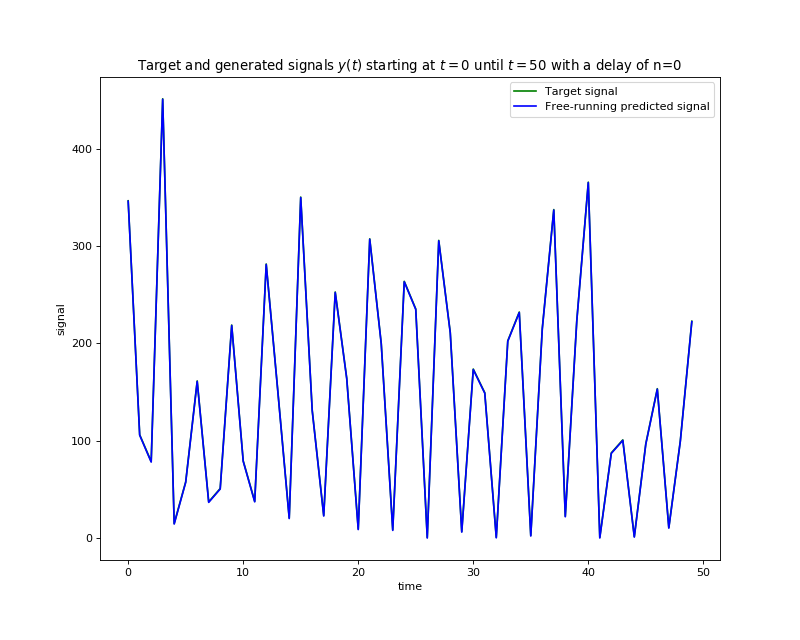 Target and generated signals y(t) starting at t = 0 until t = 50 with a delay of n=0
Target signal
Free-running predicted signal
400
300
200
100
0
signal
0 10 20 30 40 50
time